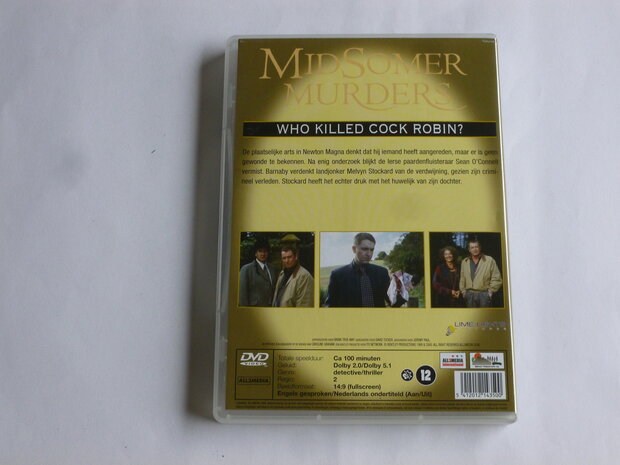 MIDSOMER
MURDERS
WHO KILLED COCK ROBIN?
De plaatselijke arts in Newton Magna denkt dat hij iemand heeft aangereden, maar er is geen
gewonde te bekennen. Na enig onderzoek blijkt de Ierse paardenfluisteraar Sean O'Connell
vermist. Barnaby verdenkt landjonker Melvyn Stockard van de verdwijning, gezien zijn crimi-
neel verleden. Stockard heeft het echter druk met het huwelijk van zijn dochter.
DVD
VIDEO
ALL3MEDIA
Totale speelduur: Ca 100 minuten
Geluid: Dolby 2.0/Dolby 5.1
Genre: detective/thriller
Regio: 2
Beeldformaat: 14:9 (fullscreen)
Engels gesproken/Nederlands ondertiteld (Aan/Uit)
12
5 412012 143500